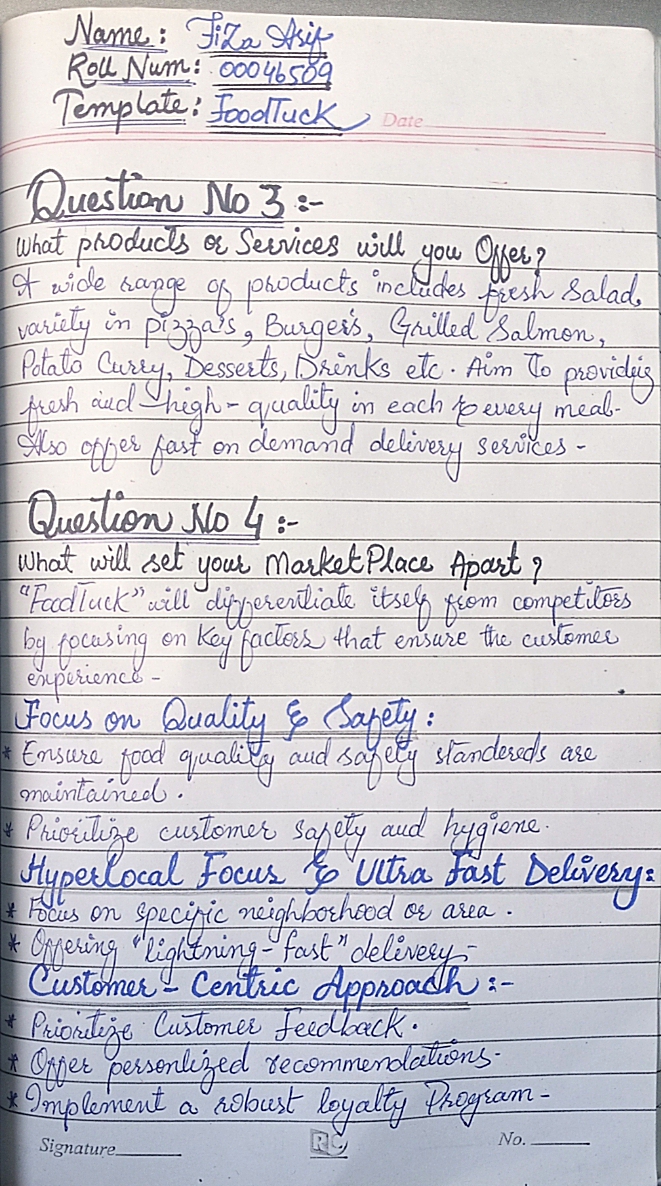 Name: Fiza Asif
Roll Num: 00046509
Template: FoodTuck
Date
Question No 3 :-
What products or Services will you Offer?
A wide range of products includes fresh Salad,
variety in pizza's, Burger's, Grilled Salmon,
Potato Curry, Desserts, Drinks etc. Aim To providing
fresh and high-quality in each & every meal-
Also offer fast on demand delivery services -
Question No 4 :-
What will set your MarketPlace Apart?
"FoodTuck" will differentiate itself from competitors
by focusing on Key factors that ensure the customer
experience -
Focus on Quality & Safety:
* Ensure food quality and safety standereds are
maintained.
* Prioritize customer safety and hygiene.
Hyperlocal Focus & Ultra Fast Delivery:
* Focus on specific neighborhood or area.
* Offering "lightning-fast" delivery-
Customer-Centric Approach :-
* Prioritize Customer Feedback.
* Offer personlized recommendations-
* Implement a robust loyalty Program-
Signature
RC
No.